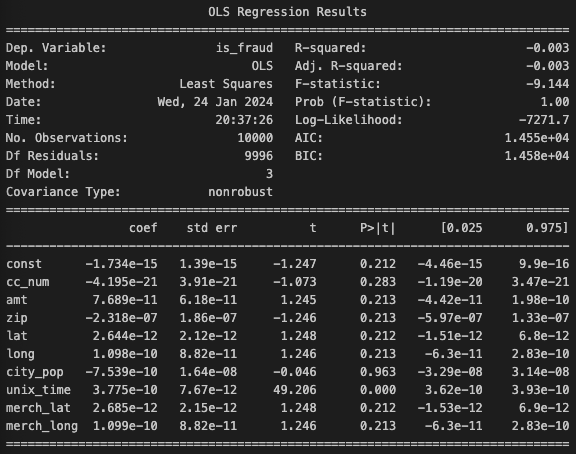 OLS Regression Results
==============================================================================
Dep. Variable: is_fraud R-squared: -0.003
Model: OLS Adj. R-squared: -0.003
Method: Least Squares F-statistic: -9.144
Date: Wed, 24 Jan 2024 Prob (F-statistic): 1.00
Time: 20:37:26 Log-Likelihood: -7271.7
No. Observations: 10000 AIC: 1.455e+04
Df Residuals: 9996 BIC: 1.458e+04
Df Model: 3
Covariance Type: nonrobust
==============================================================================
coef std err t P>|t| [0.025 0.975]
------------------------------------------------------------------------------
const -1.734e-15 1.39e-15 -1.247 0.212 -4.46e-15 9.9e-16
cc_num -4.195e-21 3.91e-21 -1.073 0.283 -1.19e-20 3.47e-21
amt 7.689e-11 6.18e-11 1.245 0.213 -4.42e-11 1.98e-10
zip -2.318e-07 1.86e-07 -1.246 0.213 -5.97e-07 1.33e-07
lat 2.644e-12 2.12e-12 1.248 0.212 -1.51e-12 6.8e-12
long 1.098e-10 8.82e-11 1.246 0.213 -6.3e-11 2.83e-10
city_pop -7.539e-10 1.64e-08 -0.046 0.963 -3.29e-08 3.14e-08
unix_time 3.775e-10 7.67e-12 49.206 0.000 3.62e-10 3.93e-10
merch_lat 2.685e-12 2.15e-12 1.248 0.212 -1.53e-12 6.9e-12
merch_long 1.099e-10 8.82e-11 1.246 0.213 -6.3e-11 2.83e-10
==============================================================================